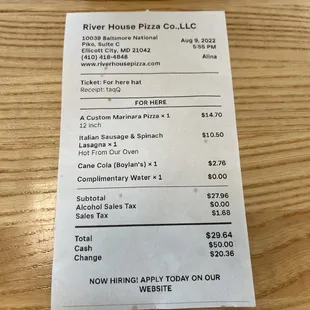 River House Pizza Co.,LLC
10039 Baltimore National Aug 9, 2022
Pike, Suite C 5:55 PM
Ellicott City, MD 21042
(410) 418-4848 Alina
www.riverhousepizza.com
Ticket: For here hat
Receipt: taqQ
FOR HERE
A Custom Marinara Pizza × 1 $14.70
12 inch
Italian Sausage & Spinach $10.50
Lasagna × 1
Hot From Our Oven
Cane Cola (Boylan's) × 1 $2.76
Complimentary Water × 1 $0.00
Subtotal $27.96
Alcohol Sales Tax $0.00
Sales Tax $1.68
Total $29.64
Cash $50.00
Change $20.36
NOW HIRING! APPLY TODAY ON OUR
WEBSITE